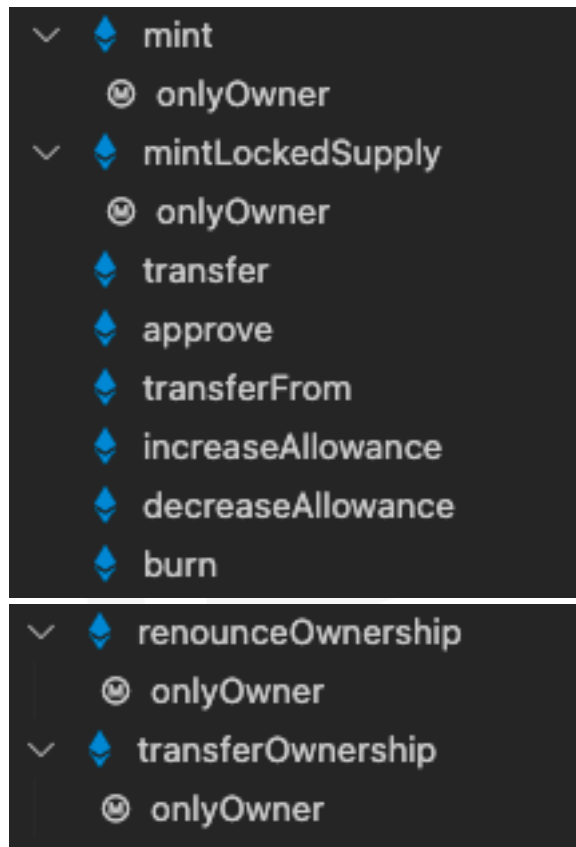 mint
onlyOwner
mintLockedSupply
onlyOwner
transfer
approve
transferFrom
increaseAllowance
decreaseAllowance
burn
renounceOwnership
onlyOwner
transferOwnership
onlyOwner